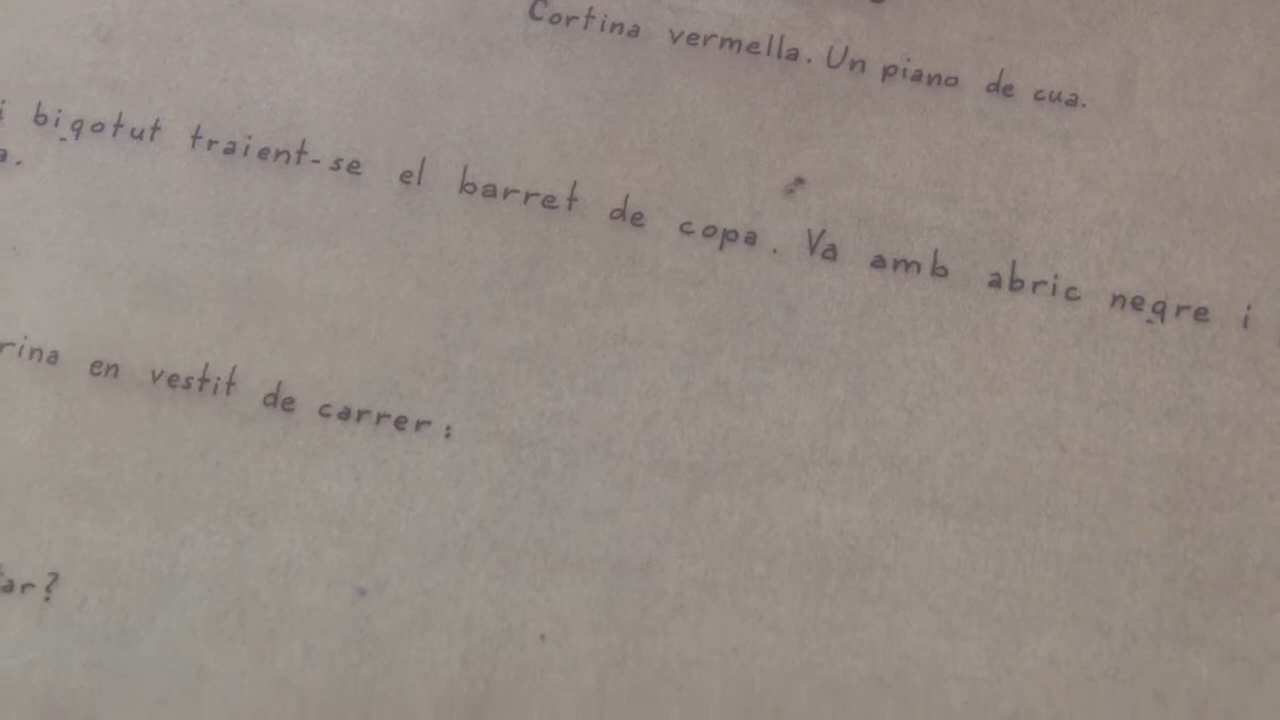 Cortina vermella. Un piano de cua.
i bigotut traient-se el barret de copa. Va amb abric negre i
a.
rina en vestit de carrer:
ar?